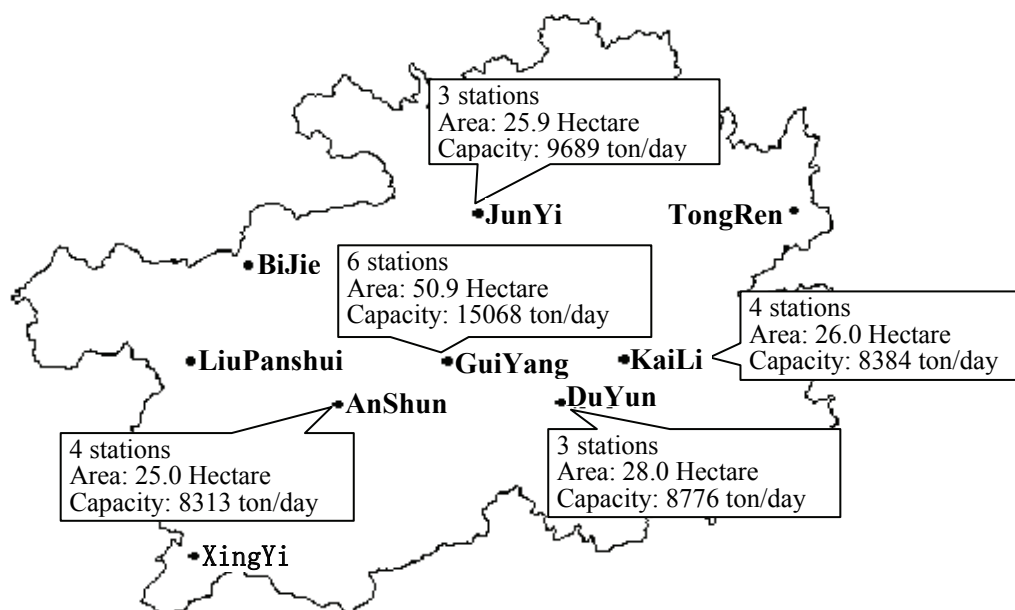 3 stations
Area: 25.9 Hectare
Capacity: 9689 ton/day
JunYi
TongRen
BiJie
6 stations
Area: 50.9 Hectare
Capacity: 15068 ton/day
4 stations
Area: 26.0 Hectare
Capacity: 8384 ton/day
LiuPanshui
GuiYang
KaiLi
AnShun
DuYun
4 stations
Area: 25.0 Hectare
Capacity: 8313 ton/day
3 stations
Area: 28.0 Hectare
Capacity: 8776 ton/day
XingYi